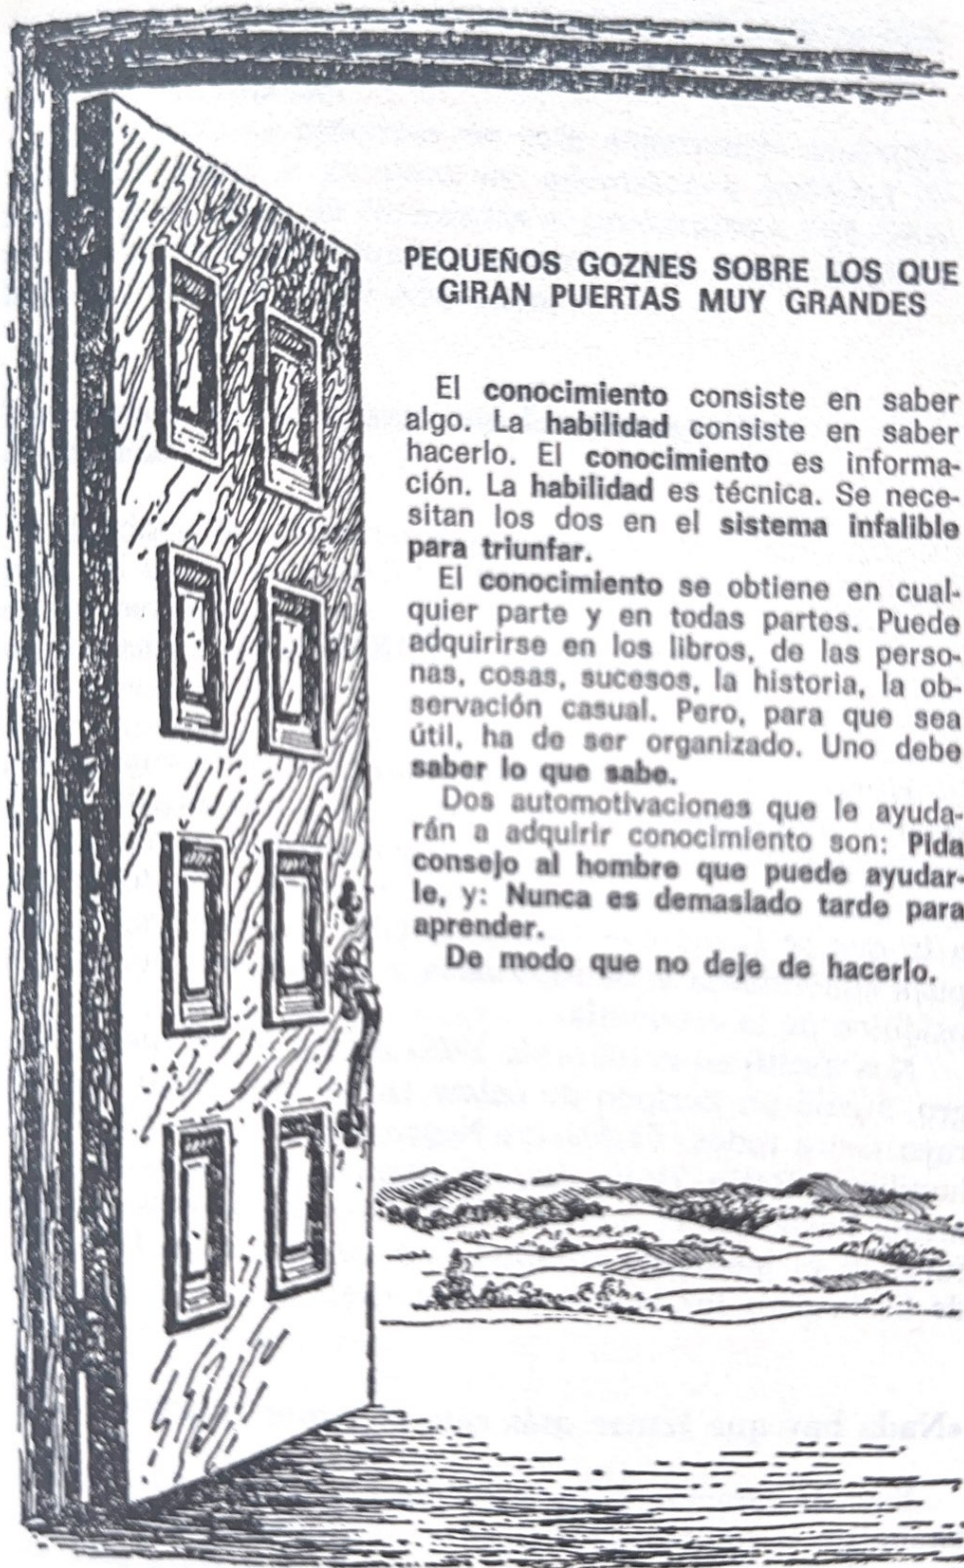 PEQUEÑOS GOZNES SOBRE LOS QUE
GIRAN PUERTAS MUY GRANDES
El conocimiento consiste en saber
algo. La habilidad consiste en saber
hacerlo. El conocimiento es informa-
ción. La habilidad es técnica. Se nece-
sitan los dos en el sistema infalible
para triunfar.
El conocimiento se obtiene en cual-
quier parte y en todas partes. Puede
adquirirse en los libros, de las perso-
nas, cosas, sucesos, la historia, la ob-
servación casual. Pero, para que sea
útil, ha de ser organizado. Uno debe
saber lo que sabe.
Dos automotivaciones que le ayuda-
rán a adquirir conocimiento son: Pida
consejo al hombre que puede ayudar-
le, y: Nunca es demasiado tarde para
aprender.
De modo que no deje de hacerlo.